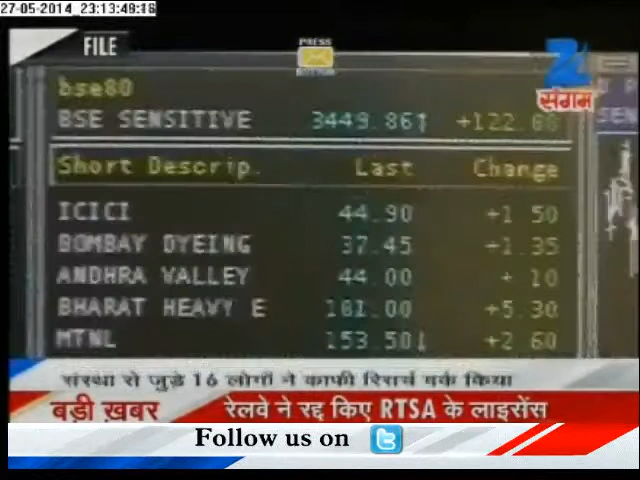 27-05-2014_23:13:48:16
FILE
PRESS
संगम
bse80
BSE SENSITIVE 3449.86↑ +122.
Short Descrip. Last Change
ICICI 44.90 +1 50
BOMBAY DYEING 37.45 +1.35
ANDHRA VALLEY 44.00 + 10
BHARAT HEAVY E 181.00 +5.30
MTNL 153.50↓ +2 60
संस्था से जुड़े 16 लोगों ने काफी रिसर्च वर्क किया
बड़ी ख़बर रेलवे ने रद्द किए RTSA के लाइसेंस
Follow us on